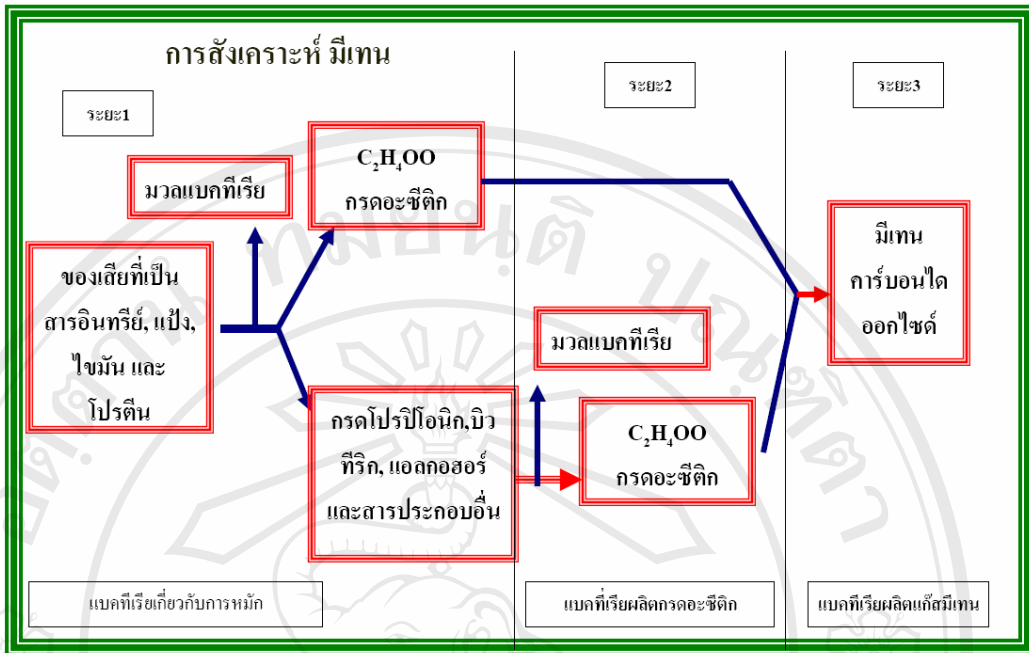 การสังเคราะห์ มีเทน
ระยะ1
ระยะ2
ระยะ3
มวลแบคทีเรีย
C₂H₄OO
กรดอะซีติก
ของเสียที่เป็น
สารอินทรีย์, แป้ง,
ไขมัน และ
โปรตีน
กรดโปรปิโอนิก,บิว
ทีริก, แอลกอฮอร์
และสารประกอบอื่น
มวลแบคทีเรีย
C₂H₄OO
กรดอะซีติก
มีเทน
คาร์บอนได
ออกไซด์
แบคทีเรียเกี่ยวกับการหมัก
แบคที่เรียผลิตกรดอะซีติก
แบคทีเรียผลิตแก๊สมีเทน